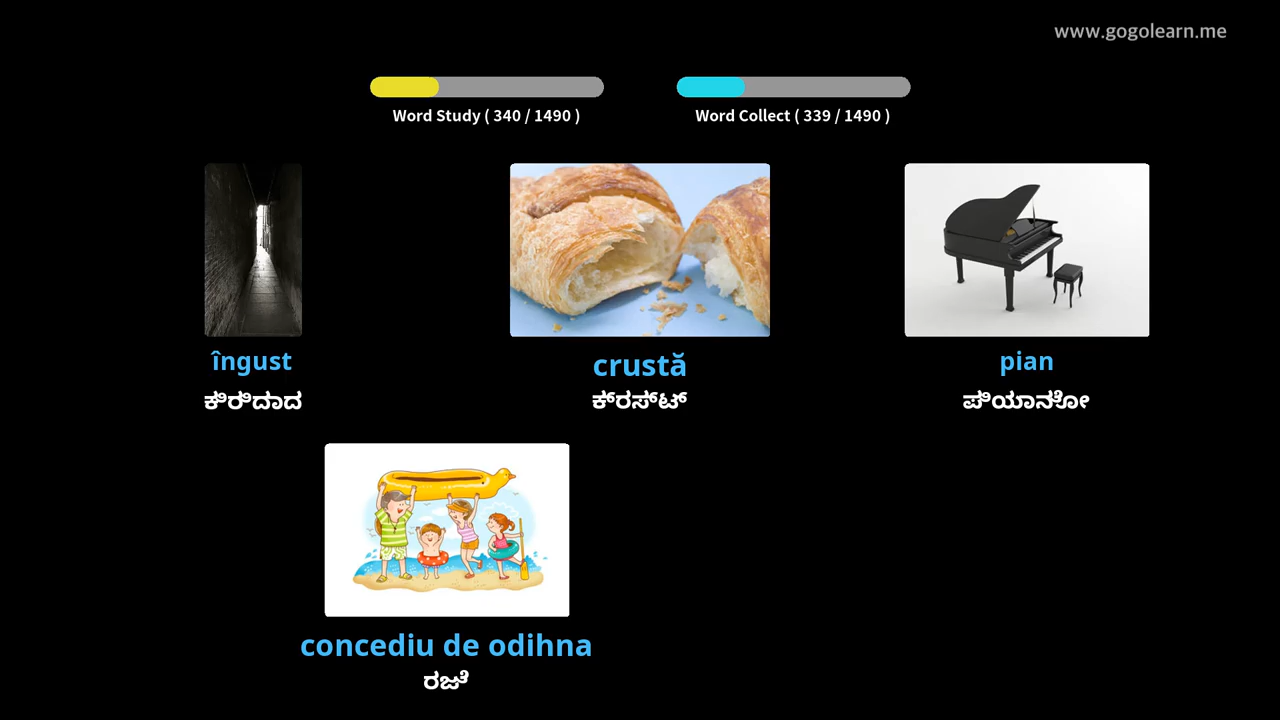 www.gogolearn.me
Word Study ( 340 / 1490 )
Word Collect ( 339 / 1490 )
îngust
ಕಿರಿದಾದ
crustă
ಕ್ರಸ್ಟ್
pian
ಪಿಯಾನೋ
concediu de odihna
ರಜೆ